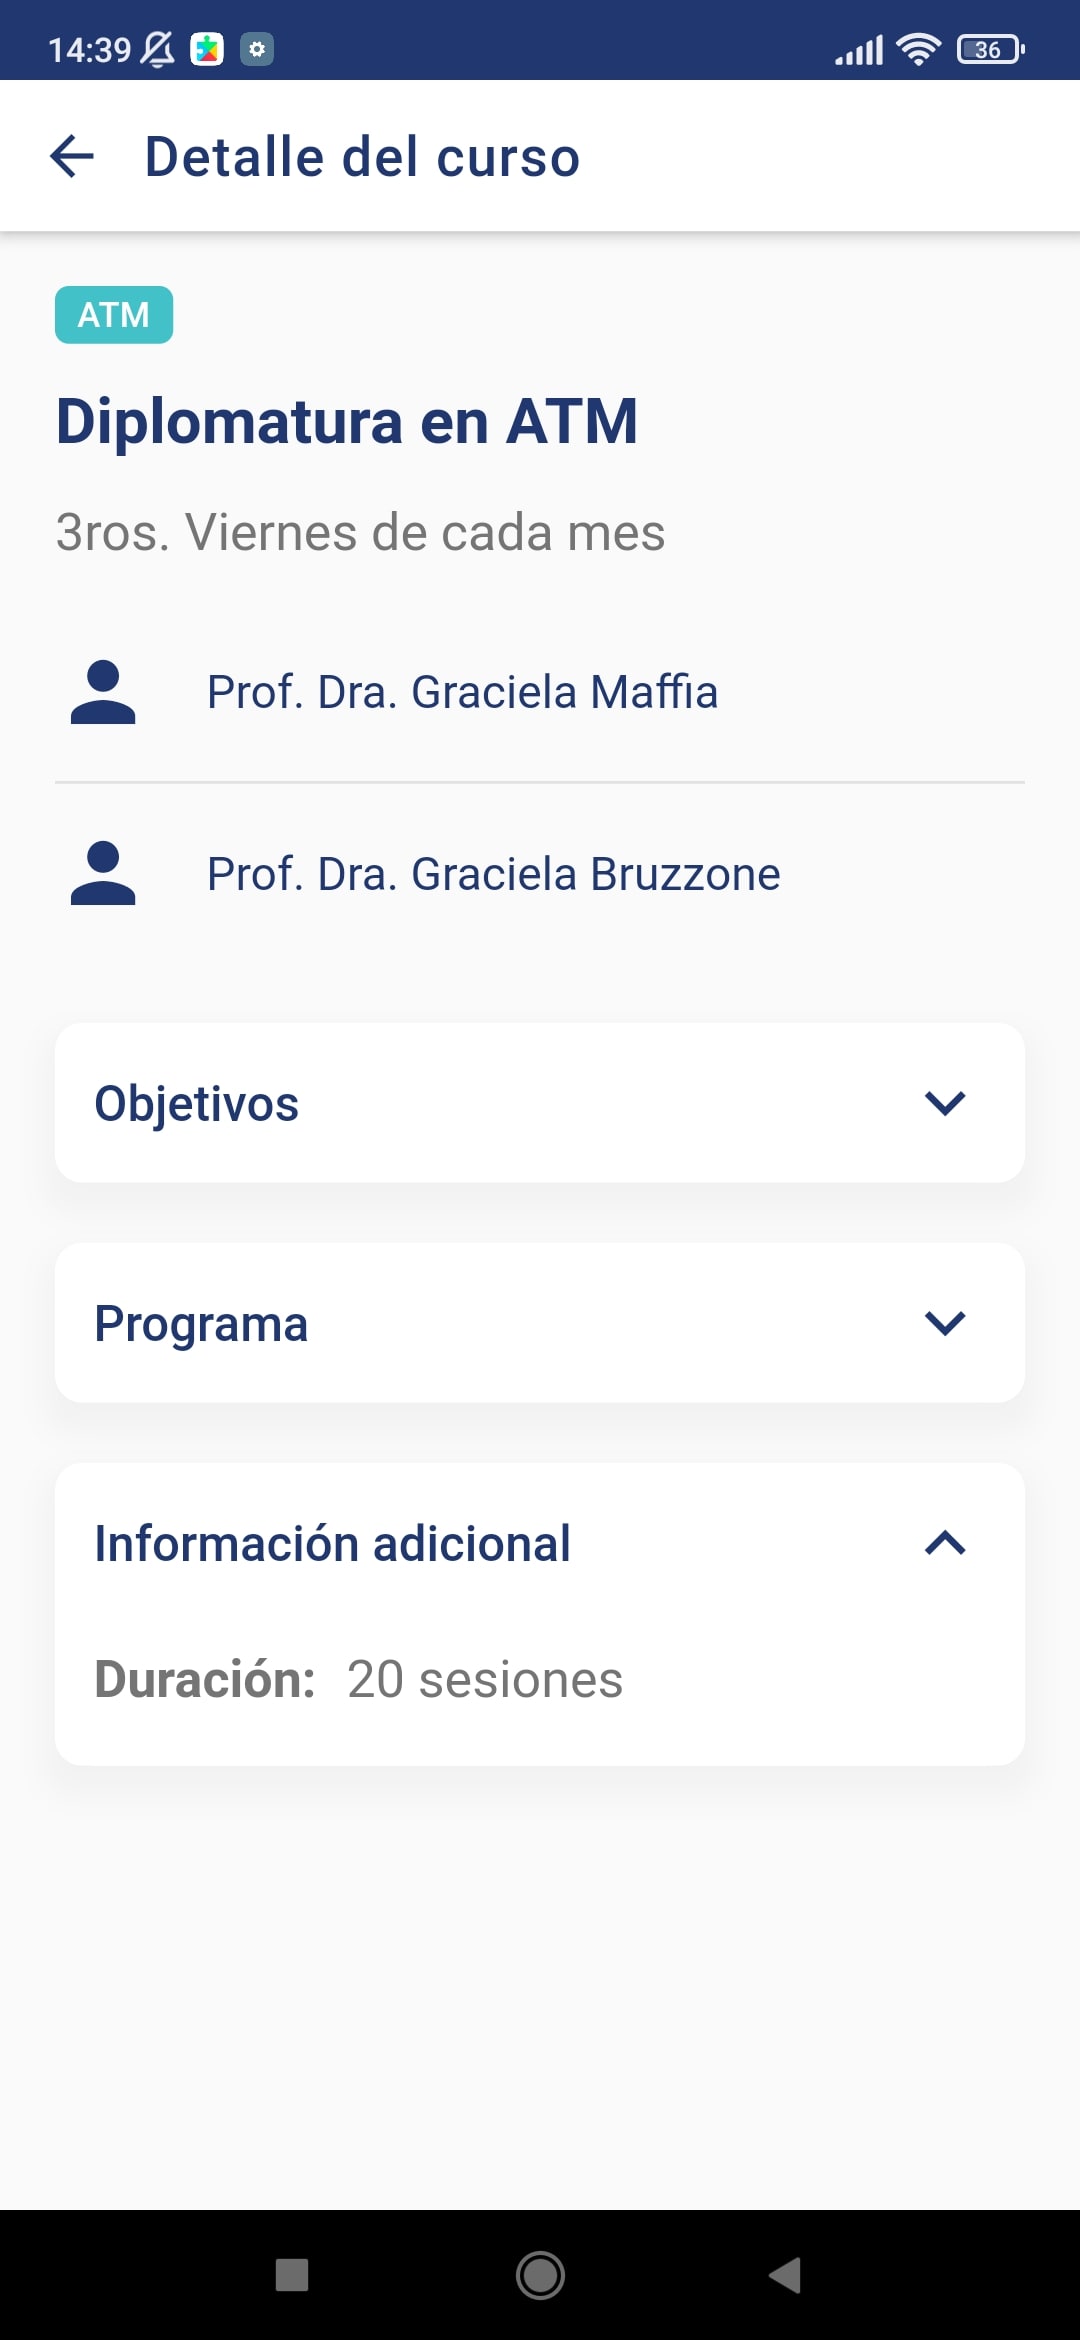 14:39
36
Detalle del curso
ATM
Diplomatura en ATM
3ros. Viernes de cada mes
Prof. Dra. Graciela Maffia
Prof. Dra. Graciela Bruzzone
Objetivos
Programa
Información adicional
Duración: 20 sesiones